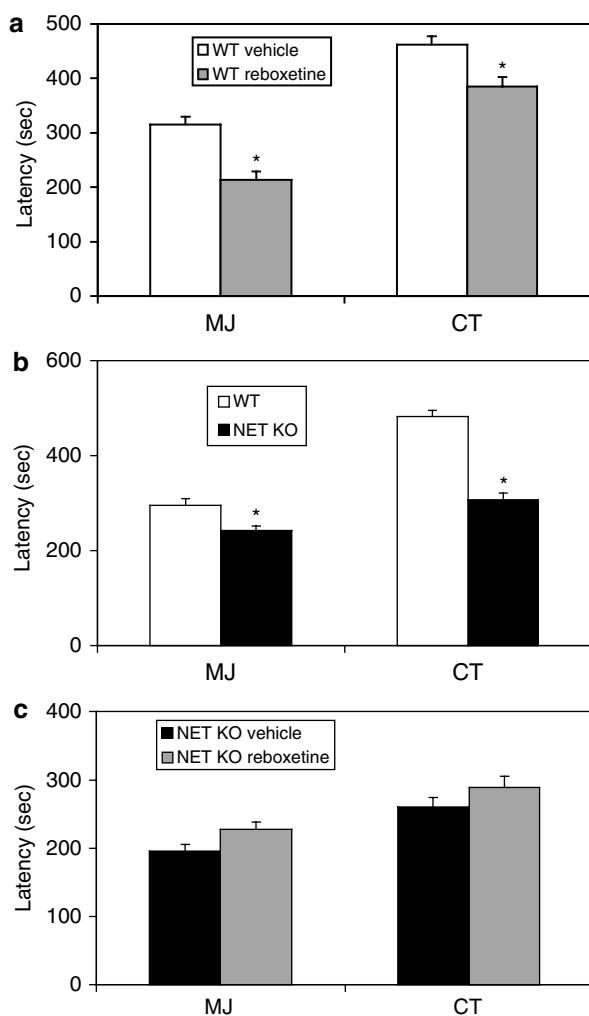 a
Latency (sec)
500
400
300
200
100
0
WT vehicle
WT reboxetine
*
*
MJ
CT
b
Latency (sec)
600
400
200
0
WT
NET KO
*
*
MJ
CT
c
Latency (sec)
400
300
200
100
0
NET KO vehicle
NET KO reboxetine
MJ
CT